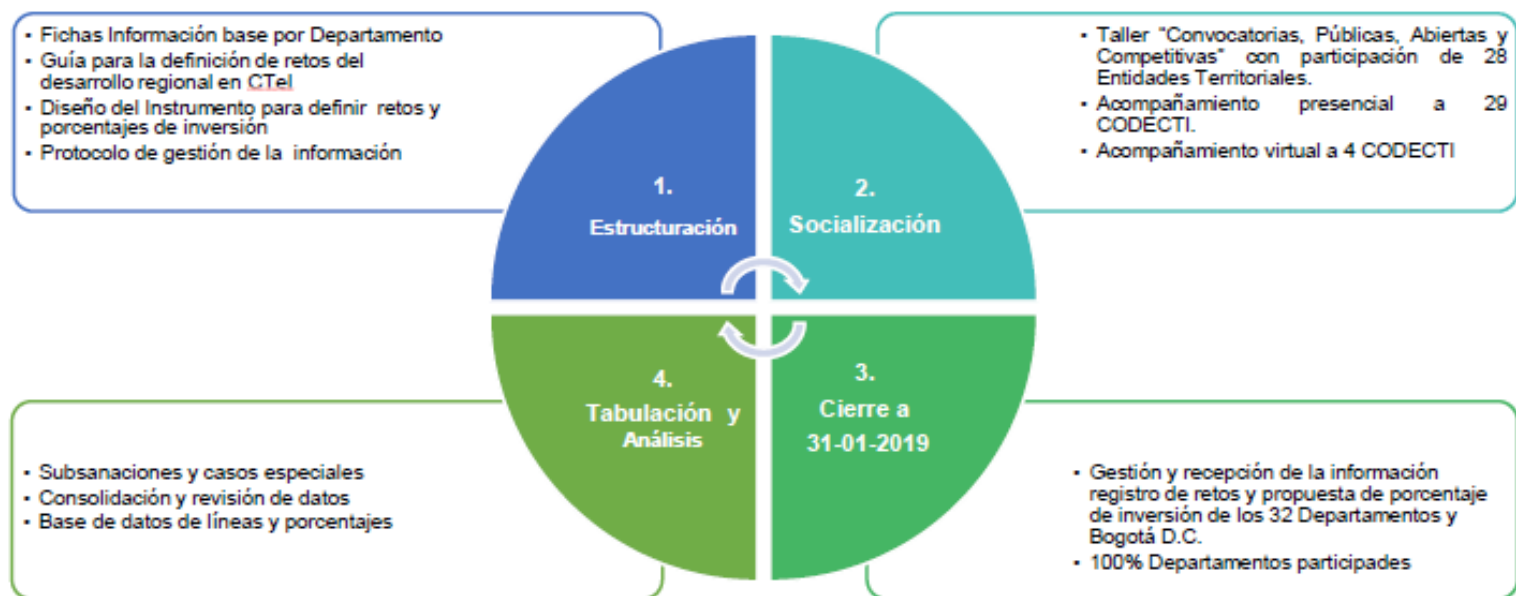 ▪ Fichas Información base por Departamento
▪ Guía para la definición de retos del
desarrollo regional en CTeI
▪ Diseño del Instrumento para definir retos y
porcentajes de inversión
▪ Protocolo de gestión de la información
▪ Taller "Convocatorias, Públicas, Abiertas y
Competitivas" con participación de 28
Entidades Territoriales.
▪ Acompañamiento presencial a 29
CODECTI.
▪ Acompañamiento virtual a 4 CODECTI
1.
Estructuración
2.
Socialización
3.
Cierre a
31-01-2019
4.
Tabulación y
Análisis
▪ Subsanaciones y casos especiales
▪ Consolidación y revisión de datos
▪ Base de datos de líneas y porcentajes
▪ Gestión y recepción de la información
registro de retos y propuesta de porcentaje
de inversión de los 32 Departamentos y
Bogotá D.C.
▪ 100% Departamentos participades